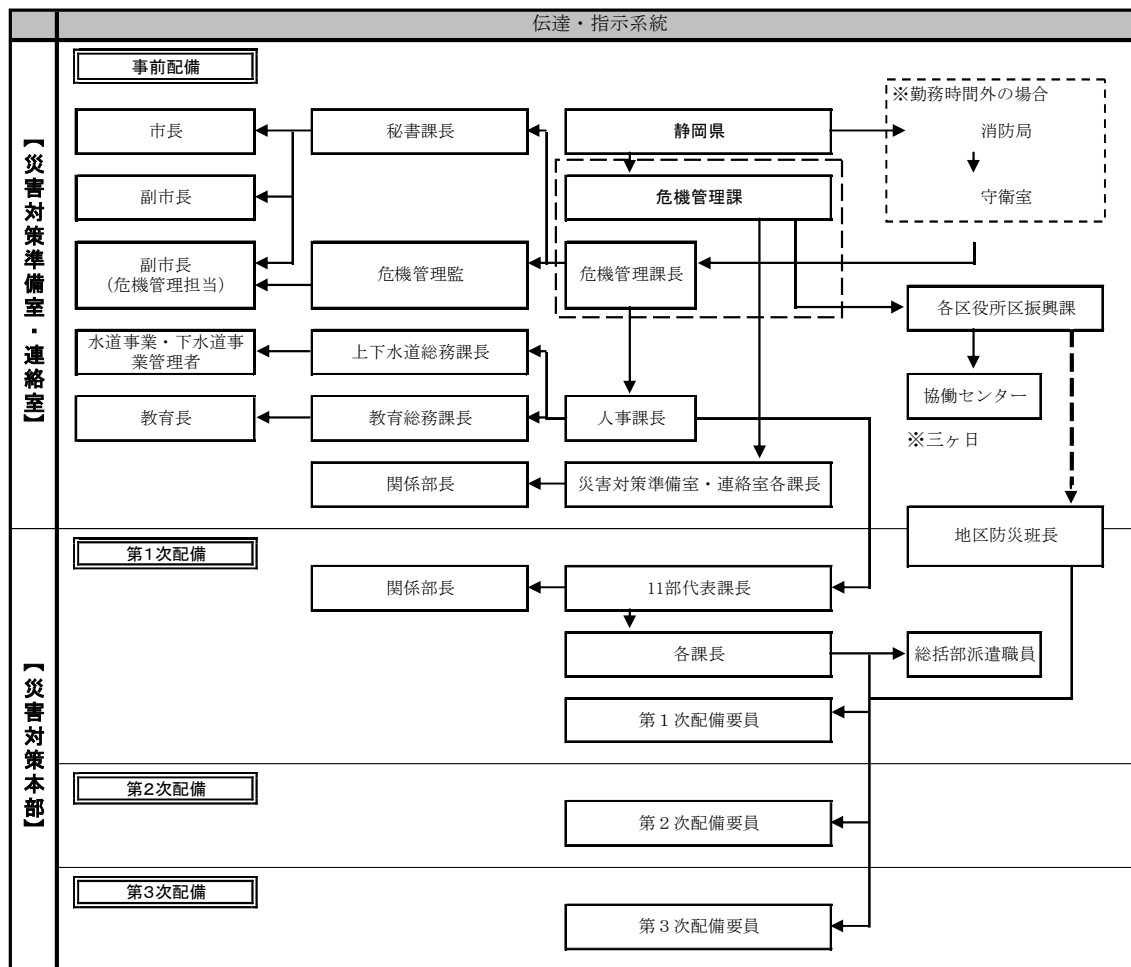 伝達・指示系統
【災害対策準備室・連絡室】
事前配備
※勤務時間外の場合
市長
秘書課長
静岡県
消防局
副市長
危機管理課
守衛室
副市長
(危機管理担当)
危機管理監
危機管理課長
各区役所区振興課
水道事業・下水道事
業管理者
上下水道総務課長
協働センター
教育長
教育総務課長
人事課長
※三ヶ日
関係部長
災害対策準備室・連絡室各課長
地区防災班長
【災害対策本部】
第1次配備
関係部長
11部代表課長
各課長
総括部派遣職員
第1次配備要員
第2次配備
第2次配備要員
第3次配備
第3次配備要員